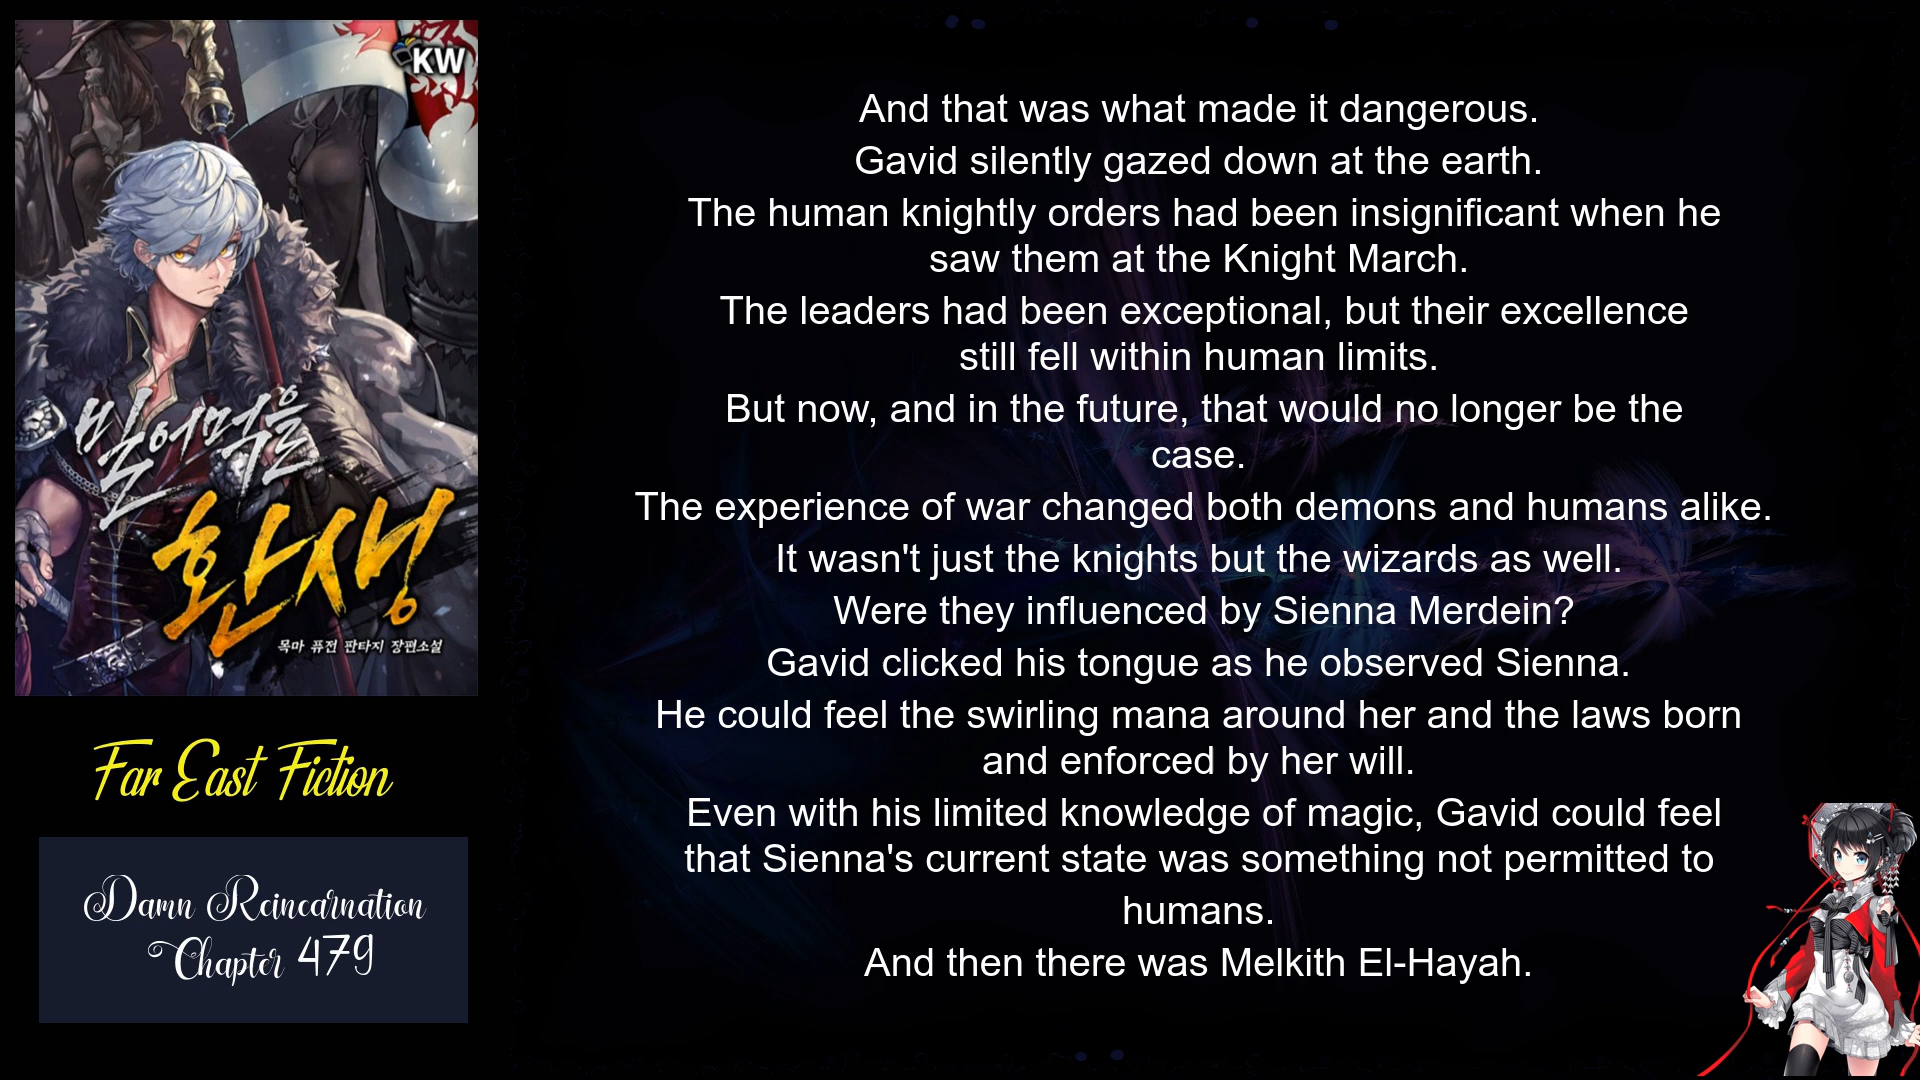 KW
빌어먹을
환생
목마 퓨전 판타지 장편소설
Far East Fiction
Damn Reincarnation
Chapter 479
And that was what made it dangerous.
Gavid silently gazed down at the earth.
The human knightly orders had been insignificant when he
saw them at the Knight March.
The leaders had been exceptional, but their excellence
still fell within human limits.
But now, and in the future, that would no longer be the
case.
The experience of war changed both demons and humans alike.
It wasn't just the knights but the wizards as well.
Were they influenced by Sienna Merdein?
Gavid clicked his tongue as he observed Sienna.
He could feel the swirling mana around her and the laws born
and enforced by her will.
Even with his limited knowledge of magic, Gavid could feel
that Sienna's current state was something not permitted to
humans.
And then there was Melkith El-Hayah.